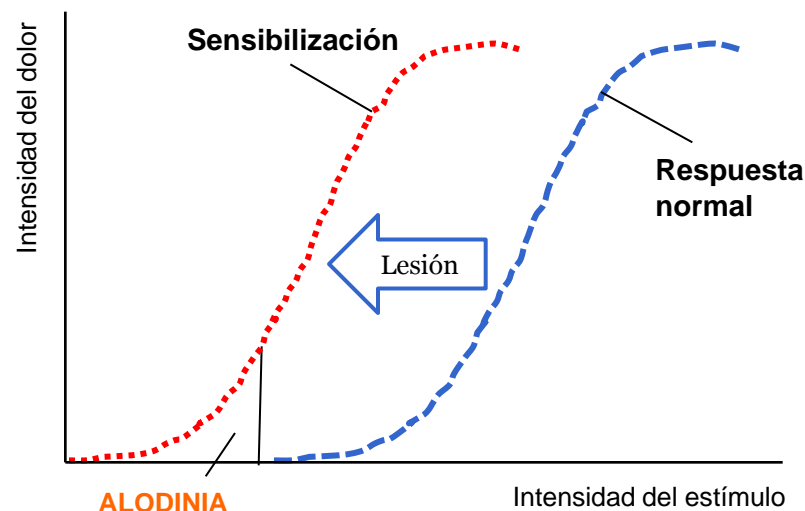 Intensidad del dolor
Sensibilización
Respuesta
normal
Lesión
ALODINIA
Intensidad del estímulo